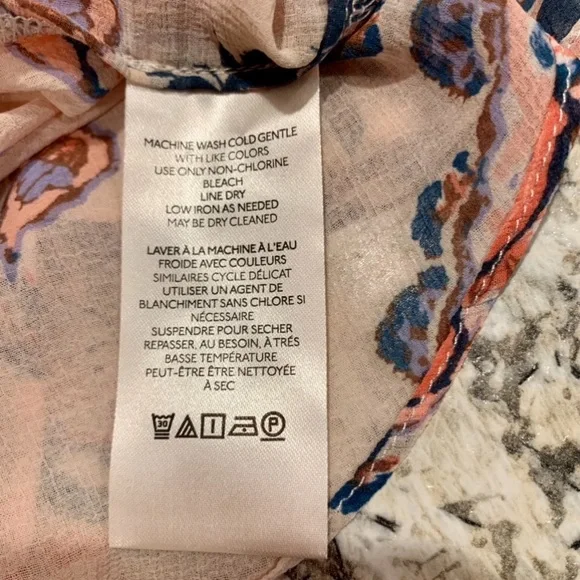 MACHINE WASH COLD GENTLE
WITH LIKE COLORS
USE ONLY NON-CHLORINE
BLEACH
LINE DRY
LOW IRON AS NEEDED
MAY BE DRY CLEANED
LAVER À LA MACHINE À L'EAU
FROIDE AVEC COULEURS
SIMILAIRES CYCLE DÉLICAT
UTILISER UN AGENT DE
BLANCHIMENT SANS CHLORE SI
NÉCESSAIRE
SUSPENDRE POUR SECHER
REPASSER, AU BESOIN, À TRÉS
BASSE TEMPÉRATURE
PEUT-ÊTRE ÊTRE NETTOYÉE
À SEC
30 P